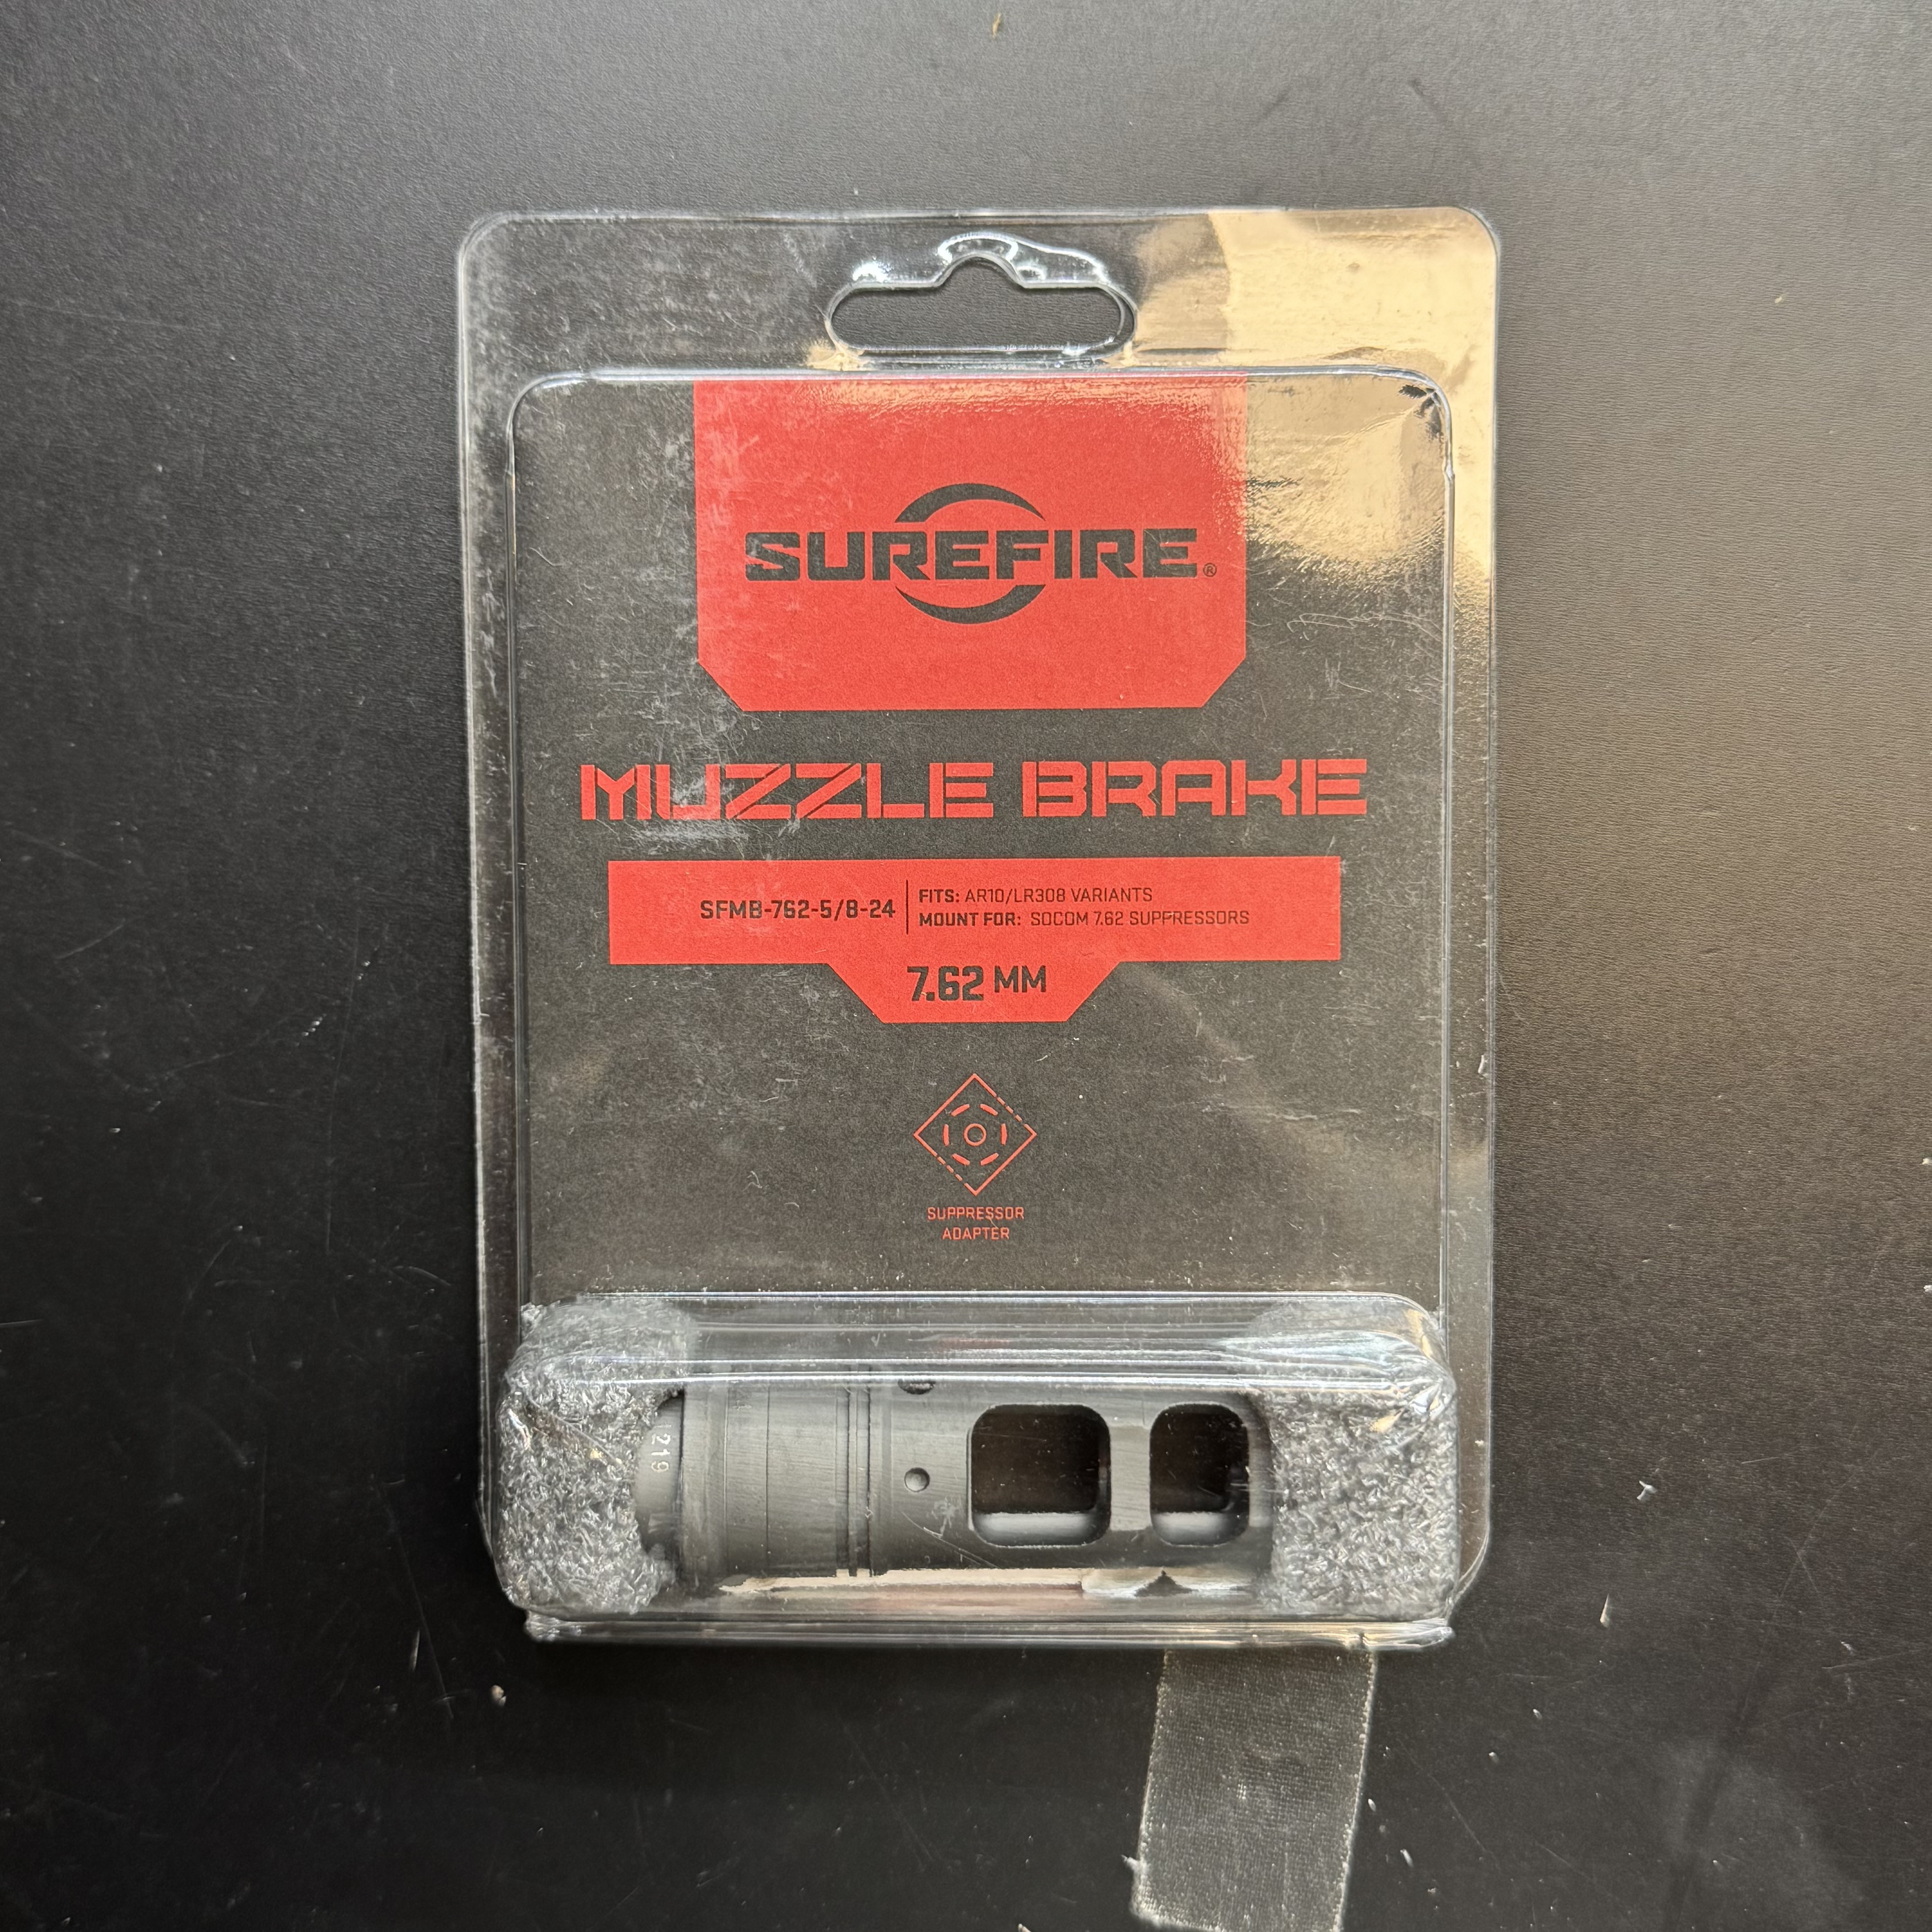 SUREFIRE®
MUZZLE BRAKE
SFMB-762-5/8-24
FITS: AR10/LR308 VARIANTS
MOUNT FOR: SOCOM 7.62 SUPPRESSORS
7.62 MM
SUPPRESSOR
ADAPTER
219